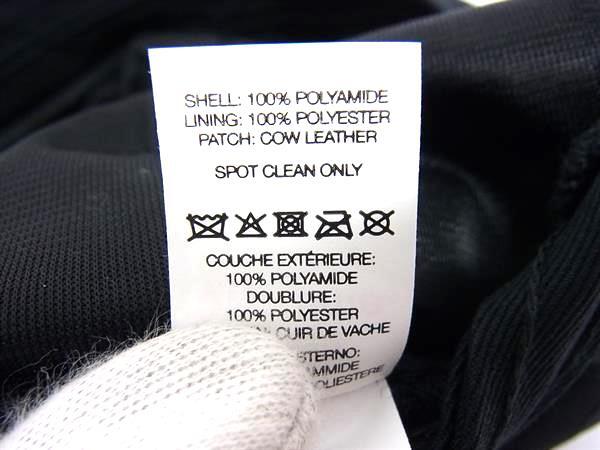 SHELL: 100% POLYAMIDE
LINING: 100% POLYESTER
PATCH: COW LEATHER
SPOT CLEAN ONLY
COUCHE EXTÉRIEURE:
100% POLYAMIDE
DOUBLURE:
100% POLYESTER
CUIR DE VACHE